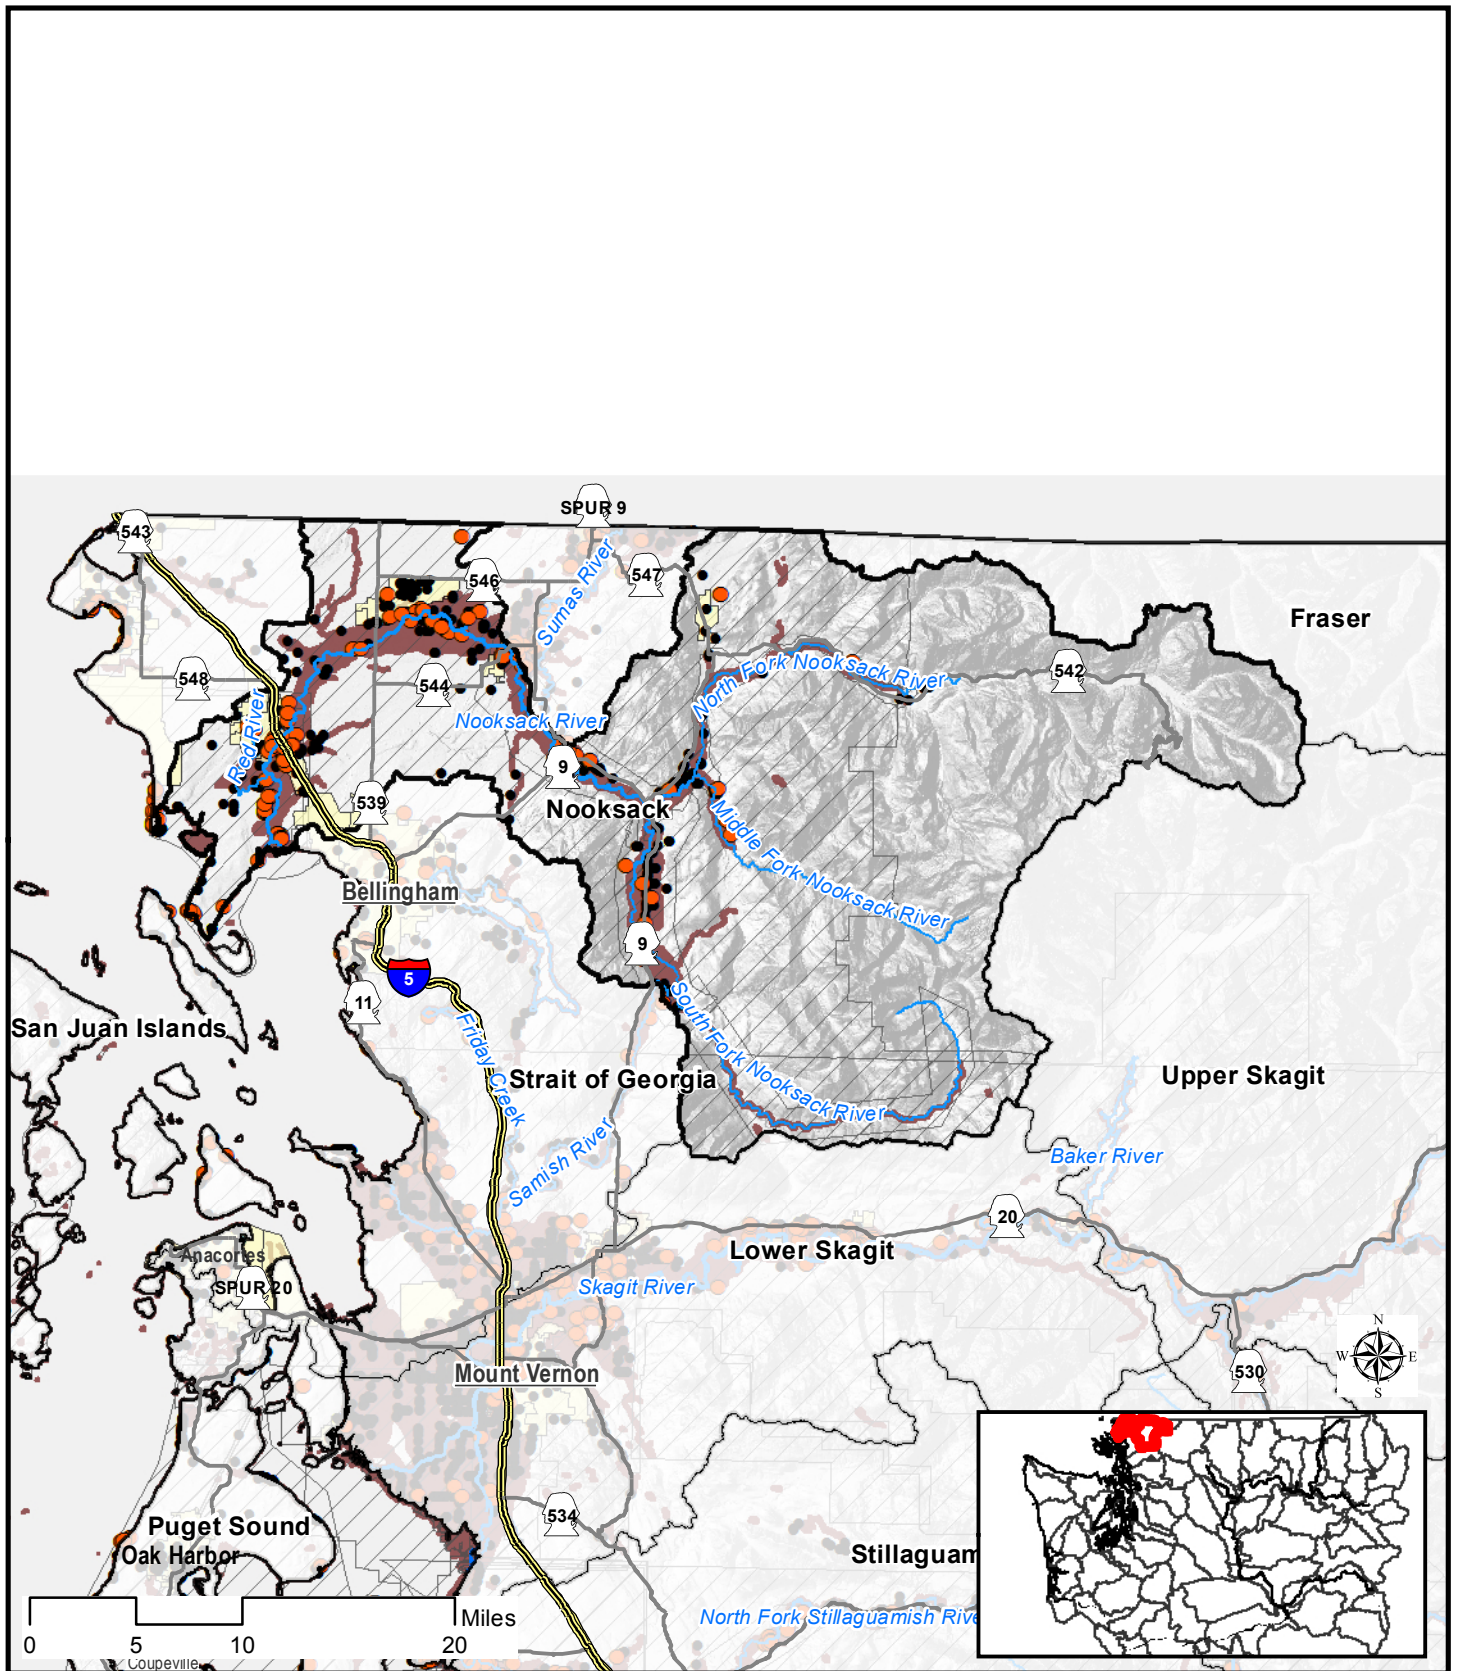 SPUR 9
543
546
547
Sumas River
Fraser
548
544
North Fork Nooksack River
542
Nooksack River
Red River
9
539
Nooksack
Middle Fork Nooksack River
Bellingham
9
5
11
South Fork Nooksack River
San Juan Islands
Friday Creek
Strait of Georgia
Upper Skagit
Samish River
Baker River
20
Lower Skagit
Anacortes
SPUR 20
Skagit River
N
W E
S
Mount Vernon
530
534
Puget Sound
Oak Harbor
Stillaguam
North Fork Stillaguamish Rive
Miles
0 5 10 20
Coupeville